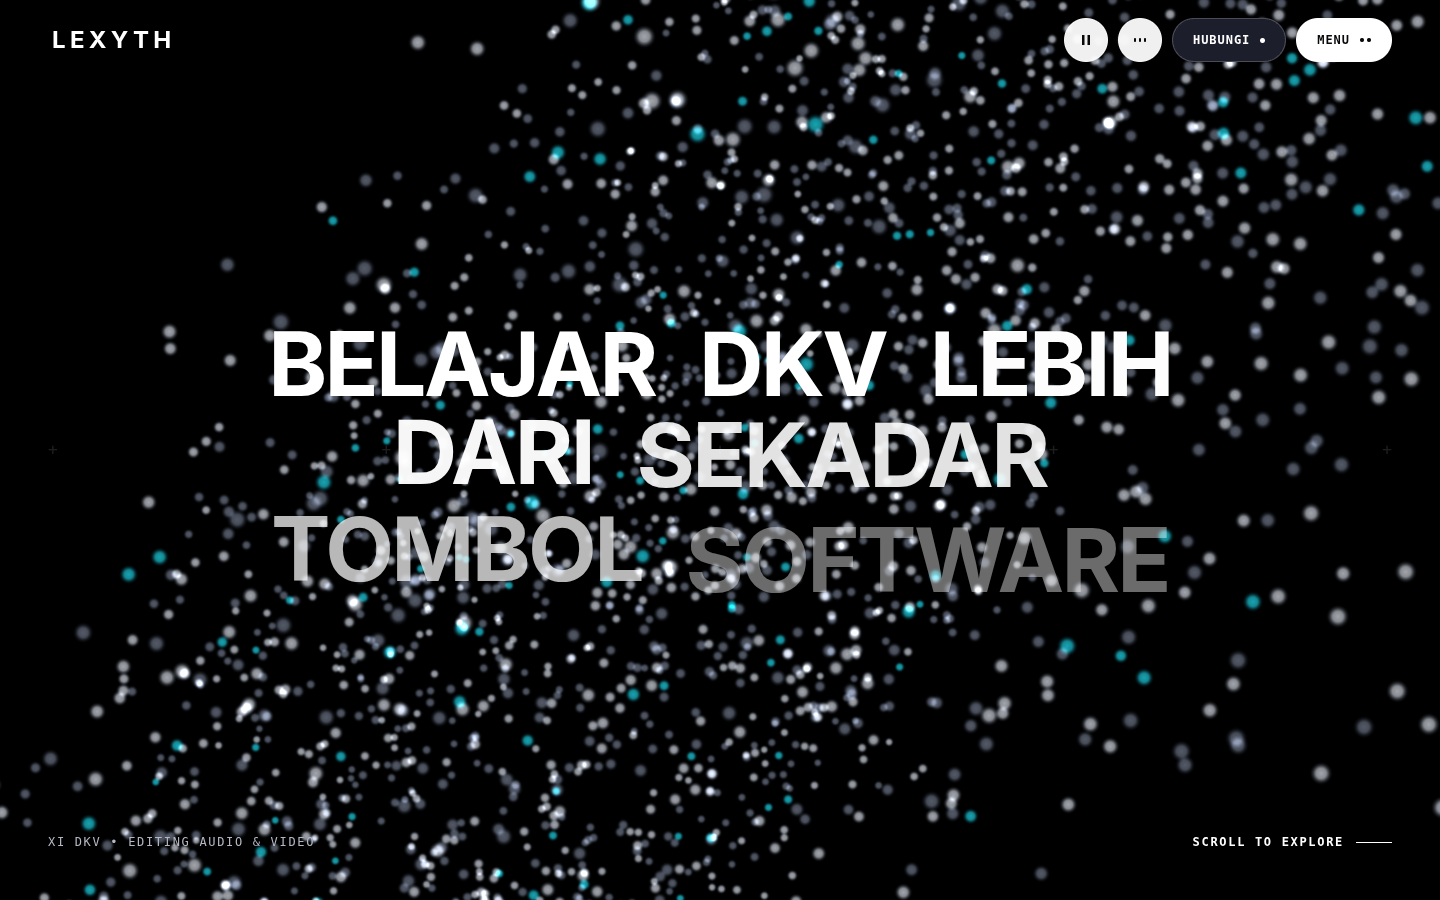 LEXYTH
HUBUNGI
MENU
BELAJAR DKV LEBIH
DARI SEKADAR
TOMBOL SOFTWARE
XI DKV • EDITING AUDIO & VIDEO
SCROLL TO EXPLORE